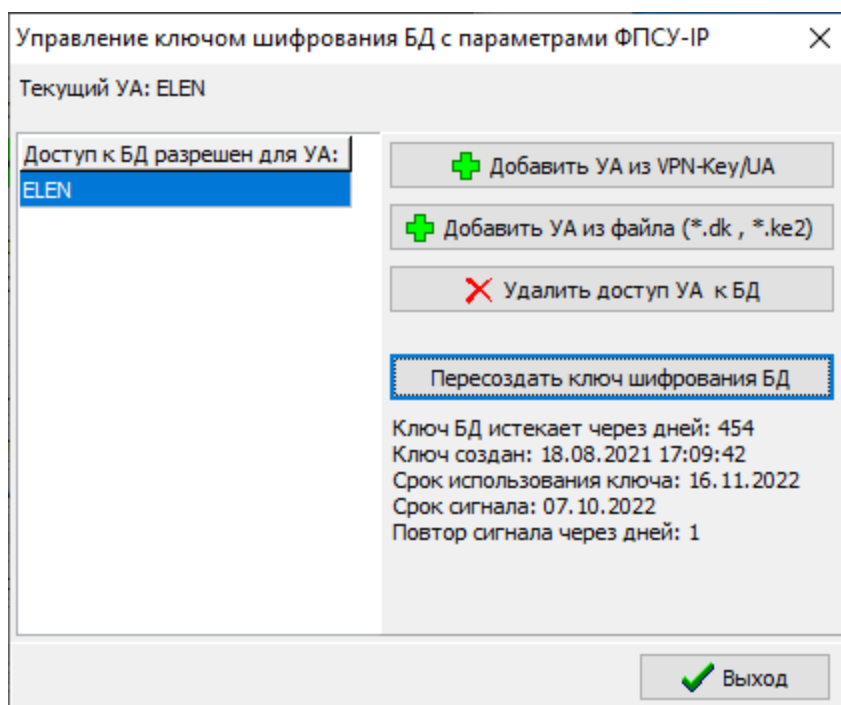 Управление ключом шифрования БД с параметрами ФПСУ-IP
Текущий УА: ELEN
Доступ к БД разрешен для УА:
ELEN
Добавить УА из VPN-Key/UA
Добавить УА из файла (*.dk , *.ke2)
Удалить доступ УА к БД
Пересоздать ключ шифрования БД
Ключ БД истекает через дней: 454
Ключ создан: 18.08.2021 17:09:42
Срок использования ключа: 16.11.2022
Срок сигнала: 07.10.2022
Повтор сигнала через дней: 1
Выход